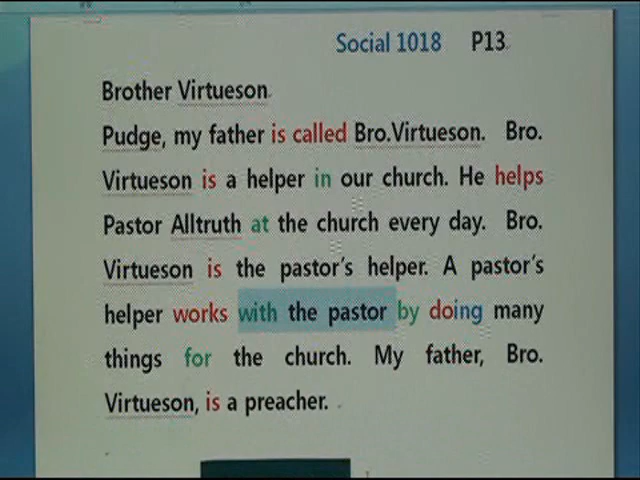 Social 1018 P13
Brother Virtueson
Pudge, my father is called Bro.Virtueson. Bro.
Virtueson is a helper in our church. He helps
Pastor Alltruth at the church every day. Bro.
Virtueson is the pastor's helper. A pastor's
helper works with the pastor by doing many
things for the church. My father, Bro.
Virtueson, is a preacher.